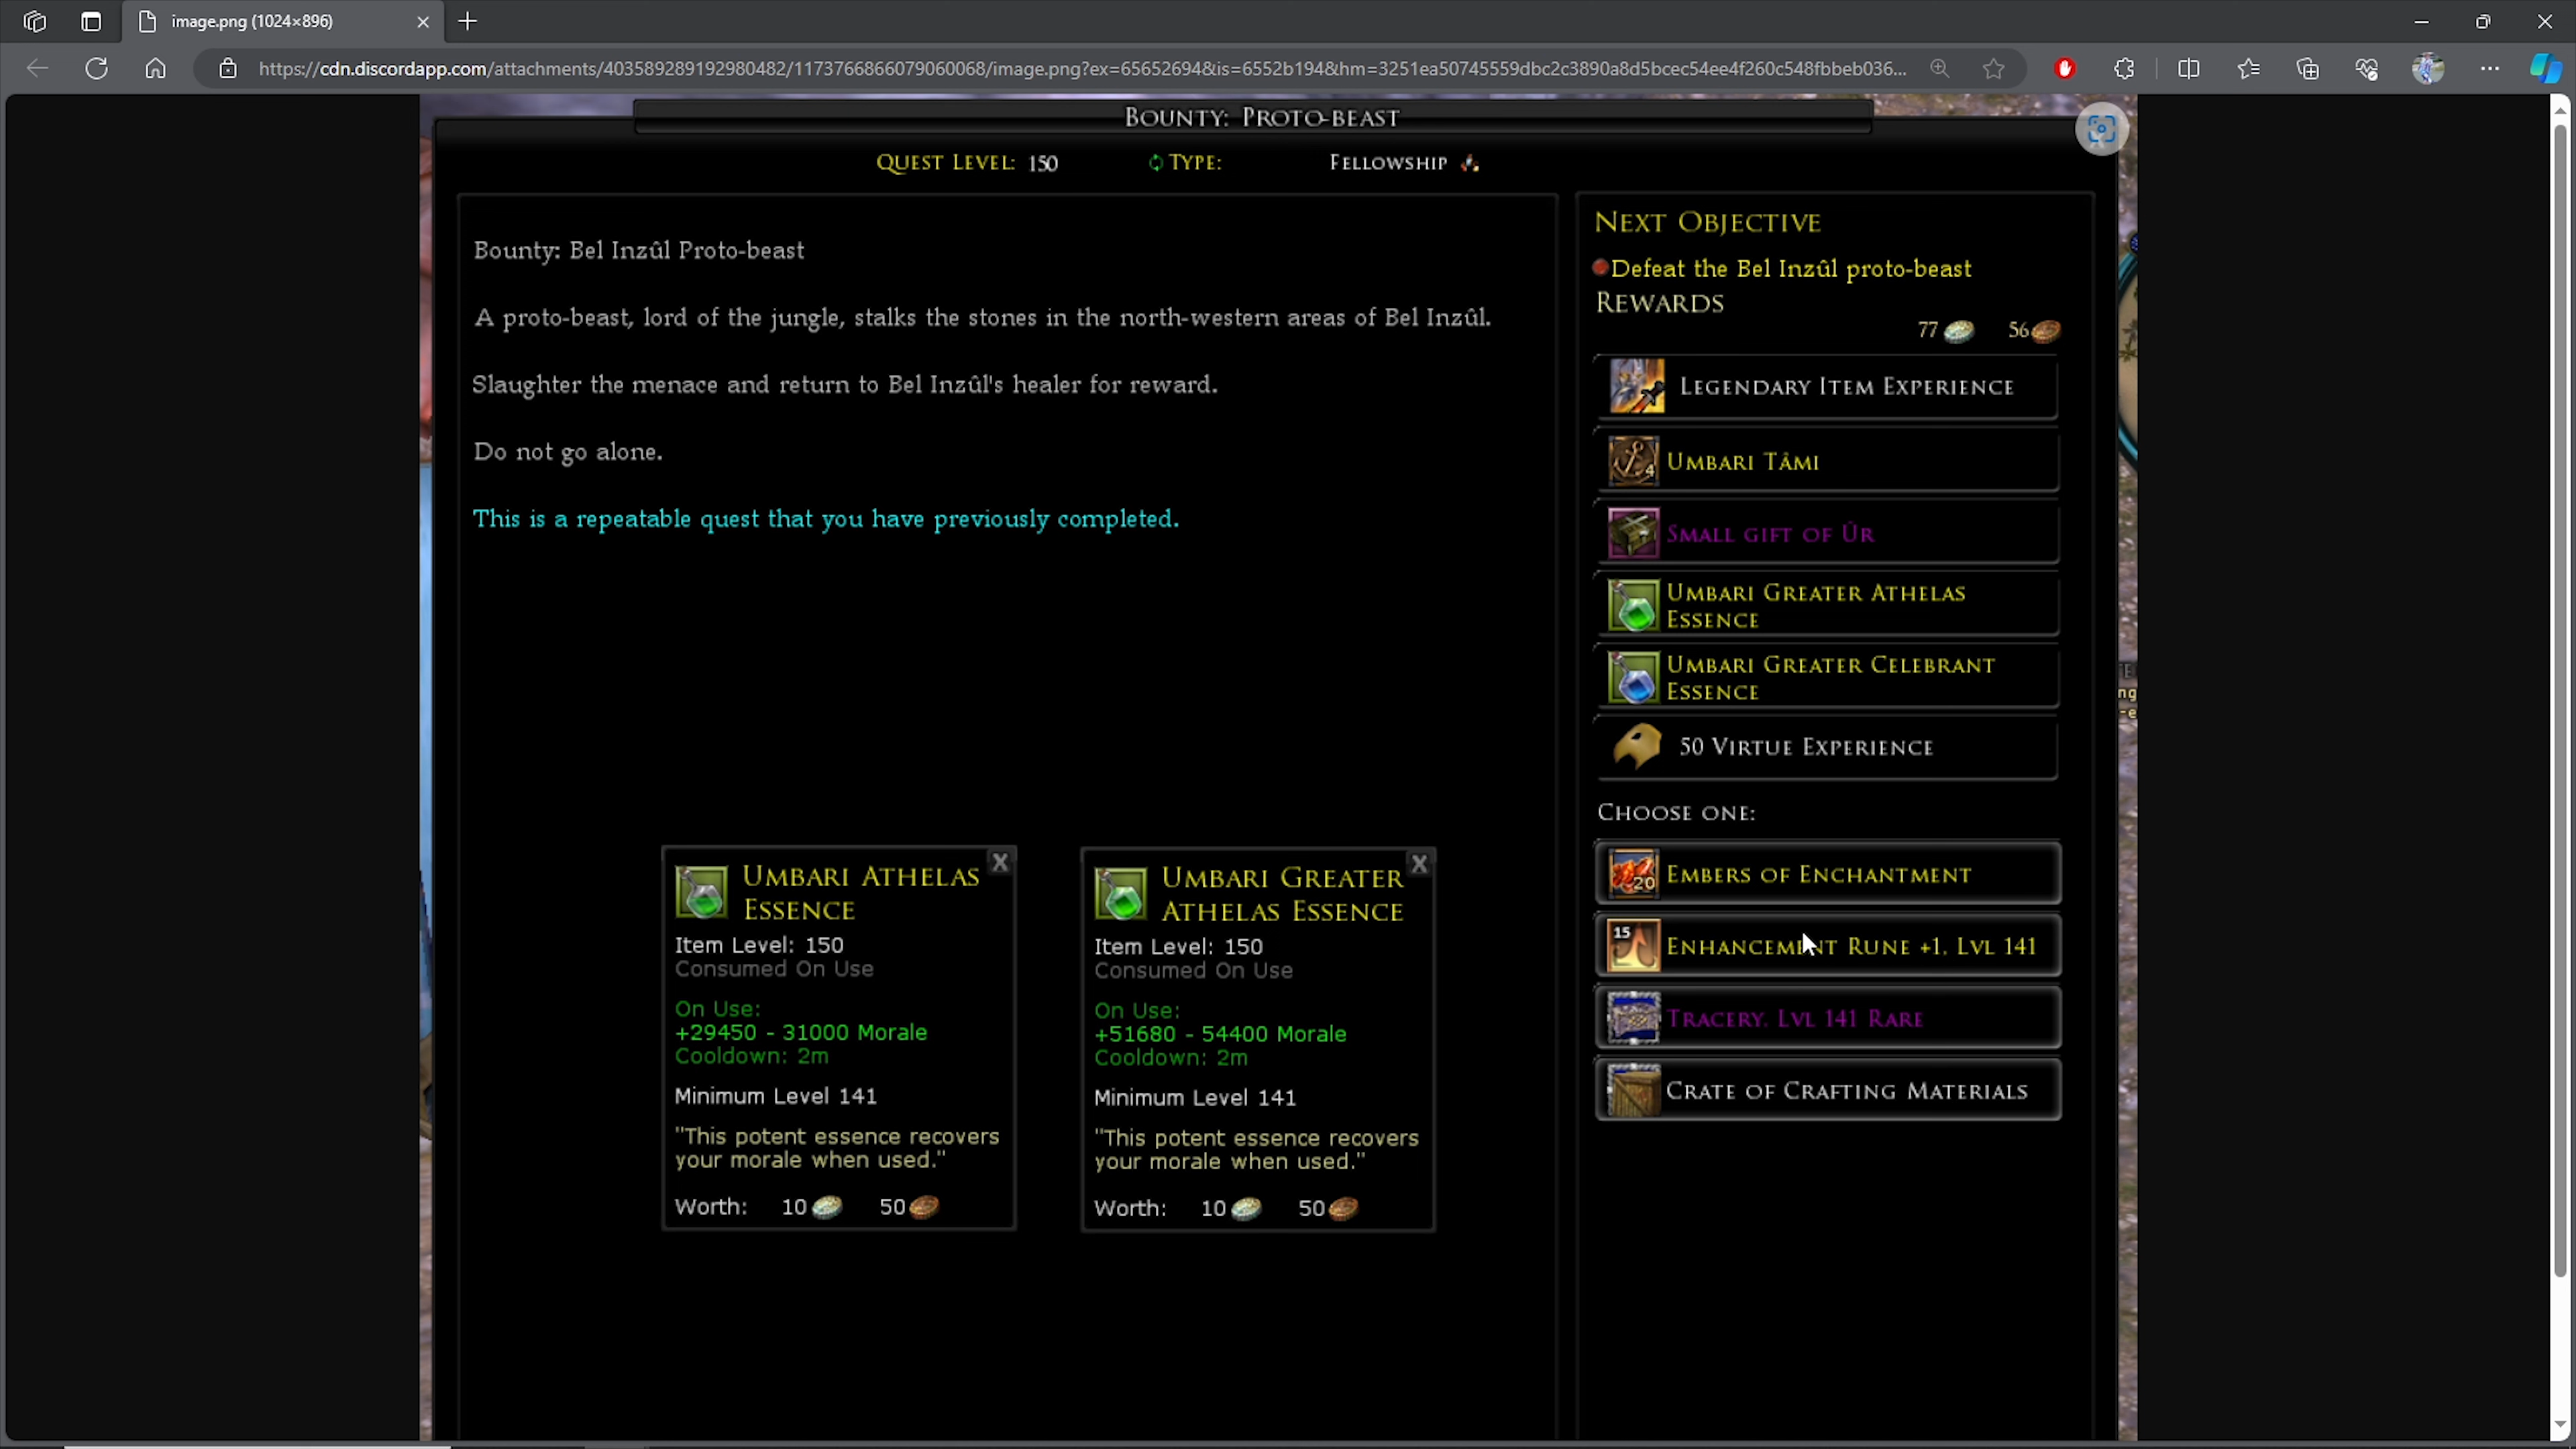 image.png (1024×896)
https://cdn.discordapp.com/attachments/403589289192980482/1173766866079060068/image.png?ex=65652694&is=6552b194&hm=3251ea50745559dbc2c3890a8d5bcec54ee4f260c548fbbeb036...
Bounty: Proto-beast
Quest Level: 150 Type: Fellowship
Bounty: Bel Inzûl Proto-beast
A proto-beast, lord of the jungle, stalks the stones in the north-western areas of Bel Inzûl.
Slaughter the menace and return to Bel Inzûl's healer for reward.
Do not go alone.
This is a repeatable quest that you have previously completed.
Umbari Athelas
Essence
Item Level: 150
Consumed On Use
On Use:
+29450 - 31000 Morale
Cooldown: 2m
Minimum Level 141
"This potent essence recovers
your morale when used."
Worth: 10 50
Umbari Greater
Athelas Essence
Item Level: 150
Consumed On Use
On Use:
+51680 - 54400 Morale
Cooldown: 2m
Minimum Level 141
"This potent essence recovers
your morale when used."
Worth: 10 50
Next Objective
Defeat the Bel Inzûl proto-beast
Rewards
77 56
Legendary Item Experience
4 Umbari Tâmi
Small gift of Ûr
Umbari Greater Athelas
Essence
Umbari Greater Celebrant
Essence
50 Virtue Experience
Choose one:
20 Embers of Enchantment
15 Enhancement Rune +1, Lvl 141
Tracery, Lvl 141 Rare
Crate of Crafting Materials